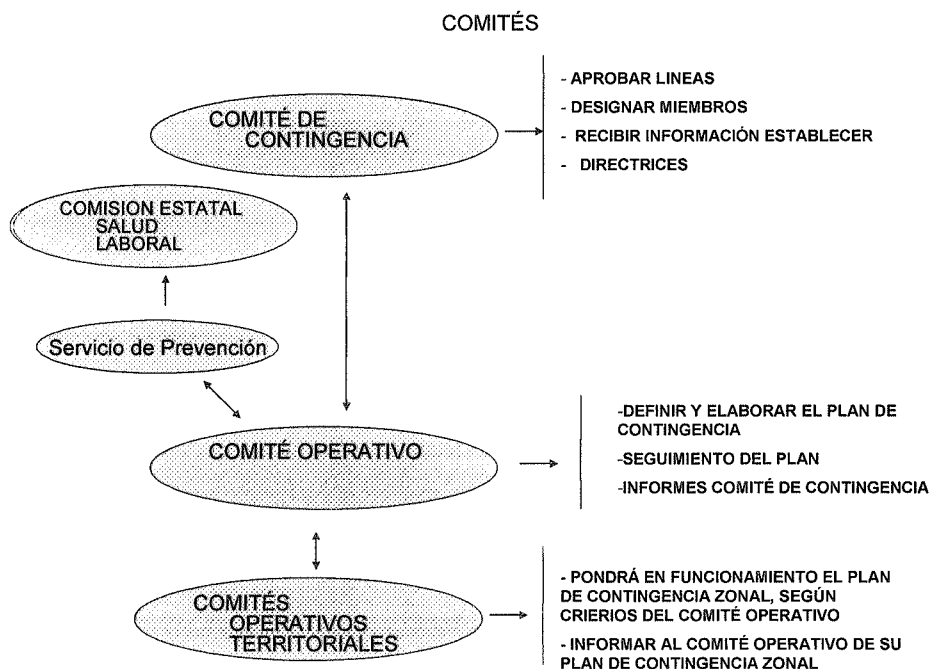 COMITÉS
COMITÉ DE
CONTINGENCIA
- APROBAR LINEAS
- DESIGNAR MIEMBROS
- RECIBIR INFORMACIÓN ESTABLECER
- DIRECTRICES
COMISION ESTATAL
SALUD
LABORAL
Servicio de Prevención
COMITÉ OPERATIVO
-DEFINIR Y ELABORAR EL PLAN DE
CONTINGENCIA
-SEGUIMIENTO DEL PLAN
-INFORMES COMITÉ DE CONTINGENCIA
COMITÉS
OPERATIVOS
TERRITORIALES
- PONDRÁ EN FUNCIONAMIENTO EL PLAN
DE CONTINGENCIA ZONAL, SEGÚN
CRIERIOS DEL COMITÉ OPERATIVO
- INFORMAR AL COMITÉ OPERATIVO DE SU
PLAN DE CONTINGENCIA ZONAL